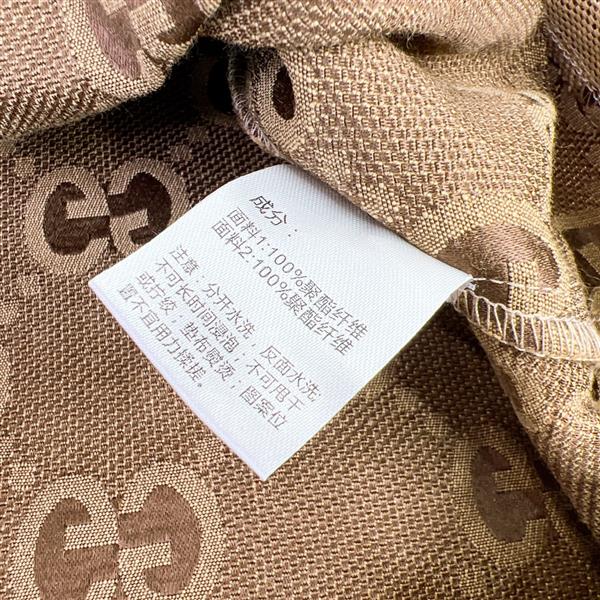 成分：
面料1:100%聚酯纤维
面料2:100%聚酯纤维
注意：分开水洗，反面水洗
不可长时间浸泡；不可甩干
或拧绞；垫布熨烫；图案位
置不宜用力揉搓。